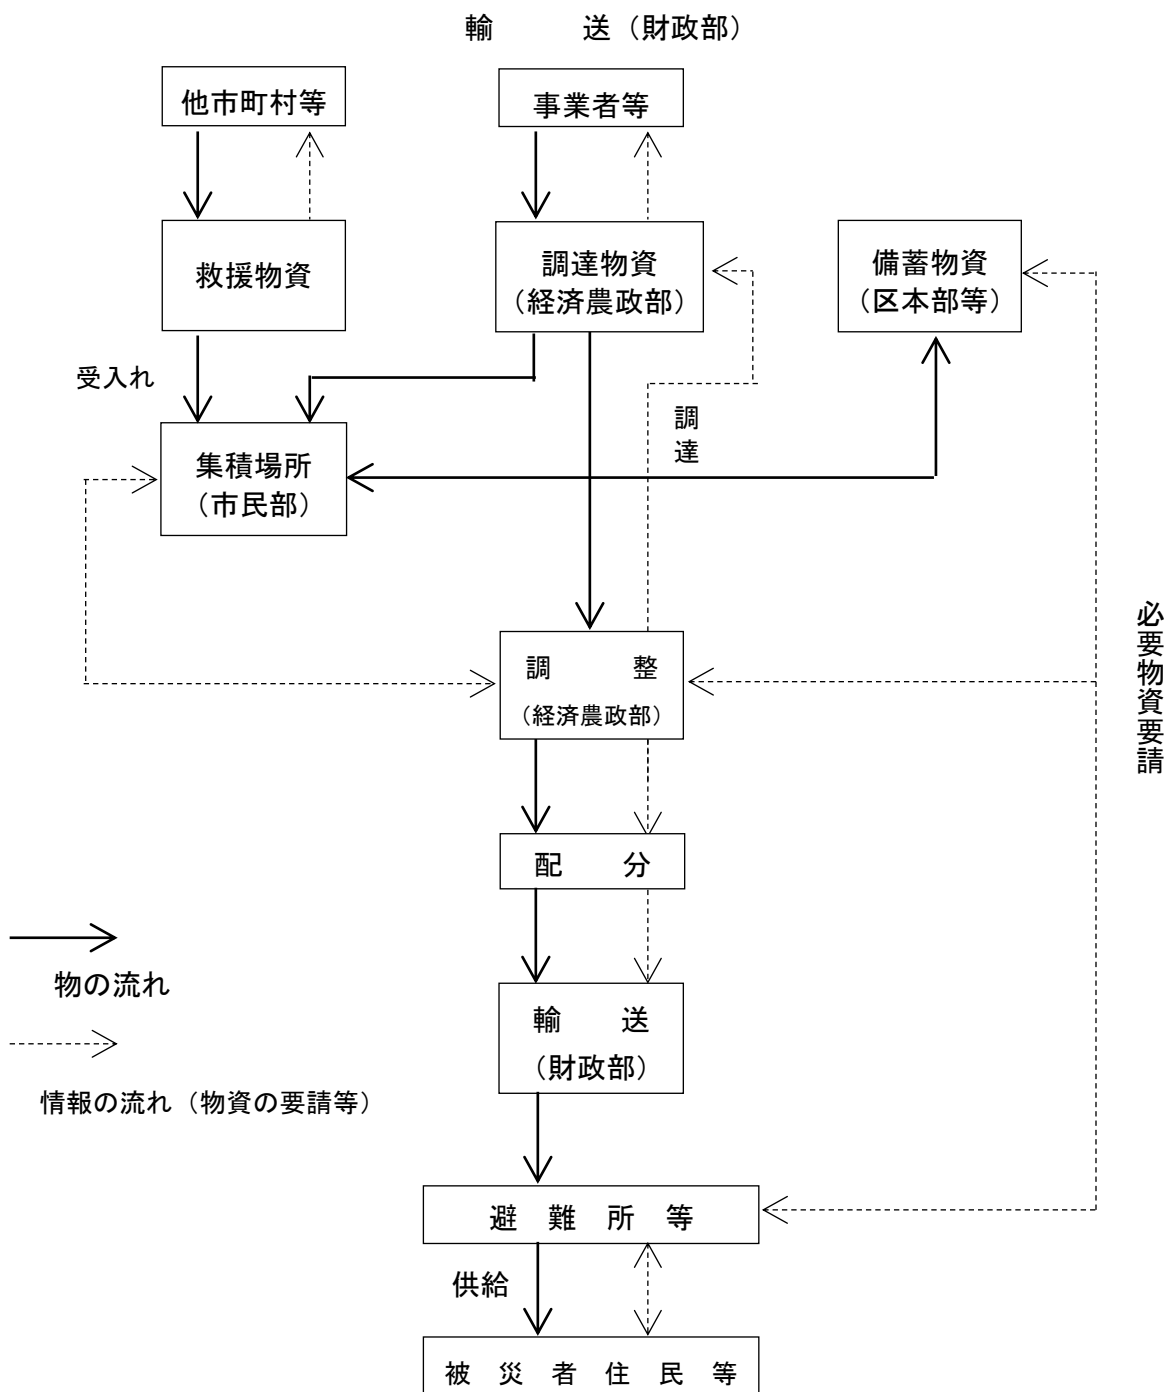 輸　　送（財政部）
他市町村等
事業者等
救援物資
調達物資
（経済農政部）
備蓄物資
（区本部等）
受入れ
調達
集積場所
（市民部）
必要物資要請
調　　整
（経済農政部）
配　　分
物の流れ
輸　　送
（財政部）
情報の流れ（物資の要請等）
避　難　所　等
供給
被　災　者　住　民　等